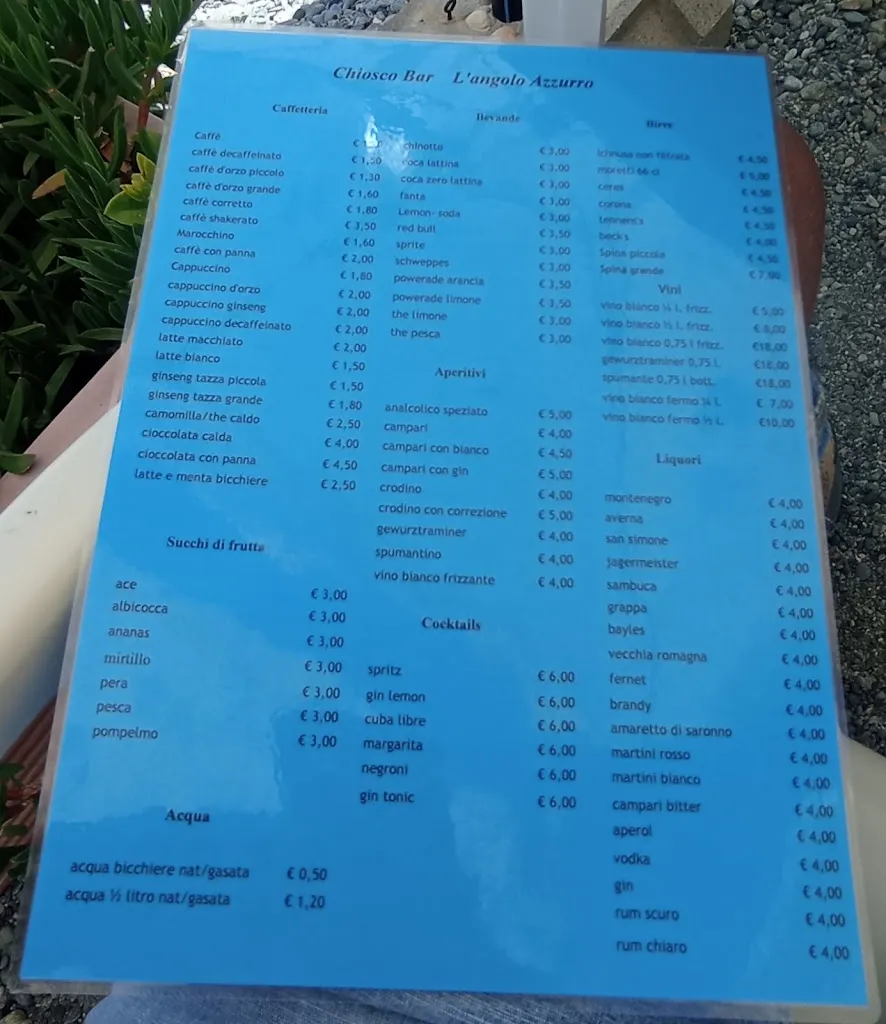 Chiosco Bar L'angolo Azzurro
Caffetteria
Caffè €
caffè decaffeinato € 1,50
caffè d'orzo piccolo € 1,30
caffè d'orzo grande € 1,60
caffè corretto € 1,80
caffè shakerato € 3,50
Marocchino € 1,60
caffè con panna € 2,00
Cappuccino € 1,80
cappuccino d'orzo € 2,00
cappuccino ginseng € 2,00
cappuccino decaffeinato € 2,00
latte macchiato € 2,00
latte bianco € 1,50
ginseng tazza piccola € 1,50
ginseng tazza grande € 1,80
camomilla/the caldo € 2,50
cioccolata calda € 4,00
cioccolata con panna € 4,50
latte e menta bicchiere € 2,50
Succhi di frutta
ace € 3,00
albicocca € 3,00
ananas € 3,00
mirtillo € 3,00
pera € 3,00
pesca € 3,00
pompelmo € 3,00
Acqua
acqua bicchiere nat/gasata € 0,50
acqua ½ litro nat/gasata € 1,20
Bevande
chinotto € 3,00
coca lattina € 3,00
coca zero lattina € 3,00
fanta € 3,00
Lemon- soda € 3,00
red bull € 3,50
sprite € 3,00
schweppes € 3,00
powerade arancia € 3,50
powerade limone € 3,50
the limone € 3,00
the pesca € 3,00
Aperitivi
analcolico speziato € 5,00
campari € 4,00
campari con bianco € 4,50
campari con gin € 5,00
crodino € 4,00
crodino con correzione € 5,00
gewurztraminer € 4,00
spumantino € 4,00
vino bianco frizzante € 4,00
Cocktails
spritz € 6,00
gin lemon € 6,00
cuba libre € 6,00
margarita € 6,00
negroni € 6,00
gin tonic € 6,00
Birre
Ichnusa non filtrata € 4,50
moretti 66 cl € 5,00
ceres € 4,50
corona € 4,50
tennent's € 4,50
beck's € 4,00
Spina piccola € 4,50
Spina grande € 7,00
Vini
vino bianco ¼ l. frizz. € 5,00
vino bianco ½ l. frizz. € 8,00
vino bianco 0,75 l frizz. €18,00
gewurztraminer 0,75 l. €18,00
spumante 0,75 l bott. €18,00
vino bianco fermo ¼ l. € 7,00
vino bianco fermo ½ l. €10,00
Liquori
montenegro € 4,00
averna € 4,00
san simone € 4,00
jagermeister € 4,00
sambuca € 4,00
grappa € 4,00
bayles € 4,00
vecchia romagna € 4,00
fernet € 4,00
brandy € 4,00
amaretto di saronno € 4,00
martini rosso € 4,00
martini bianco € 4,00
campari bitter € 4,00
aperol € 4,00
vodka € 4,00
gin € 4,00
rum scuro € 4,00
rum chiaro € 4,00